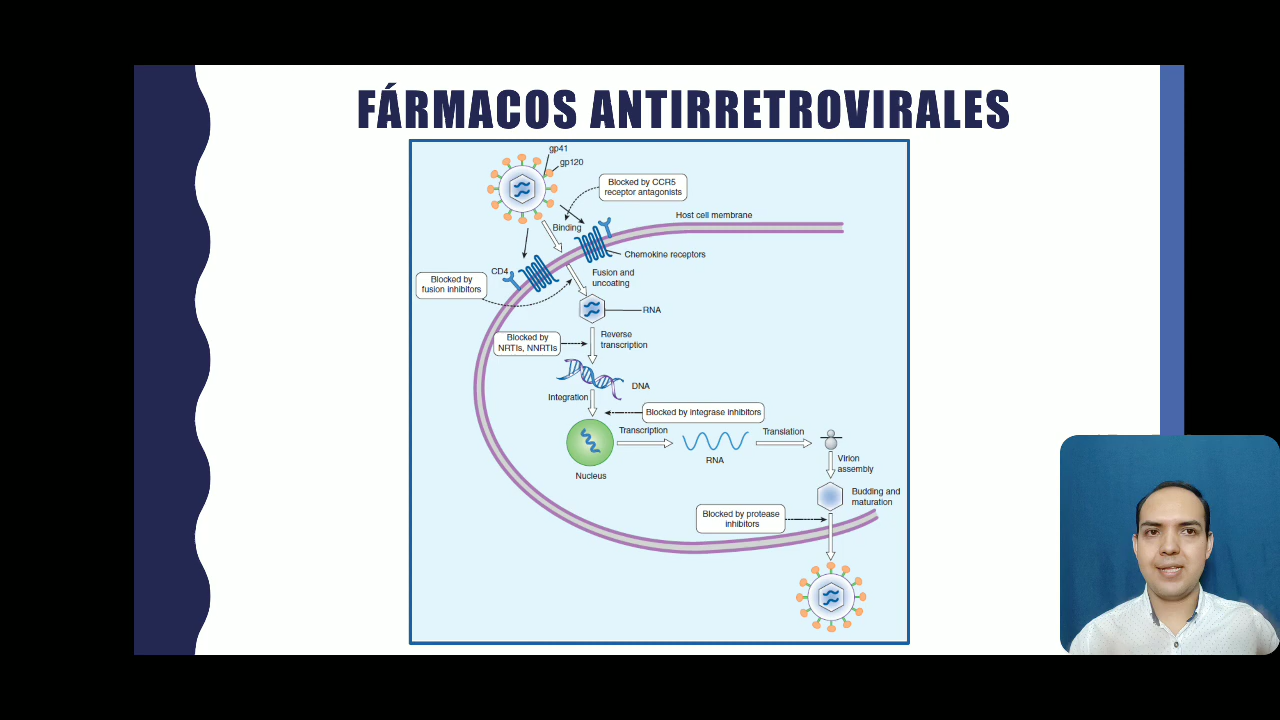 FÁRMACOS ANTIRRETROVIRALES
gp41
gp120
Blocked by CCR5
receptor antagonists
Host cell membrane
Binding
Chemokine receptors
CD4
Blocked by
fusion inhibitors
Fusion and
uncoating
RNA
Blocked by
NRTIs, NNRTIs
Reverse
transcription
DNA
Integration
Blocked by integrase inhibitors
Transcription
Translation
RNA
Nucleus
Virion
assembly
Budding and
maturation
Blocked by protease
inhibitors